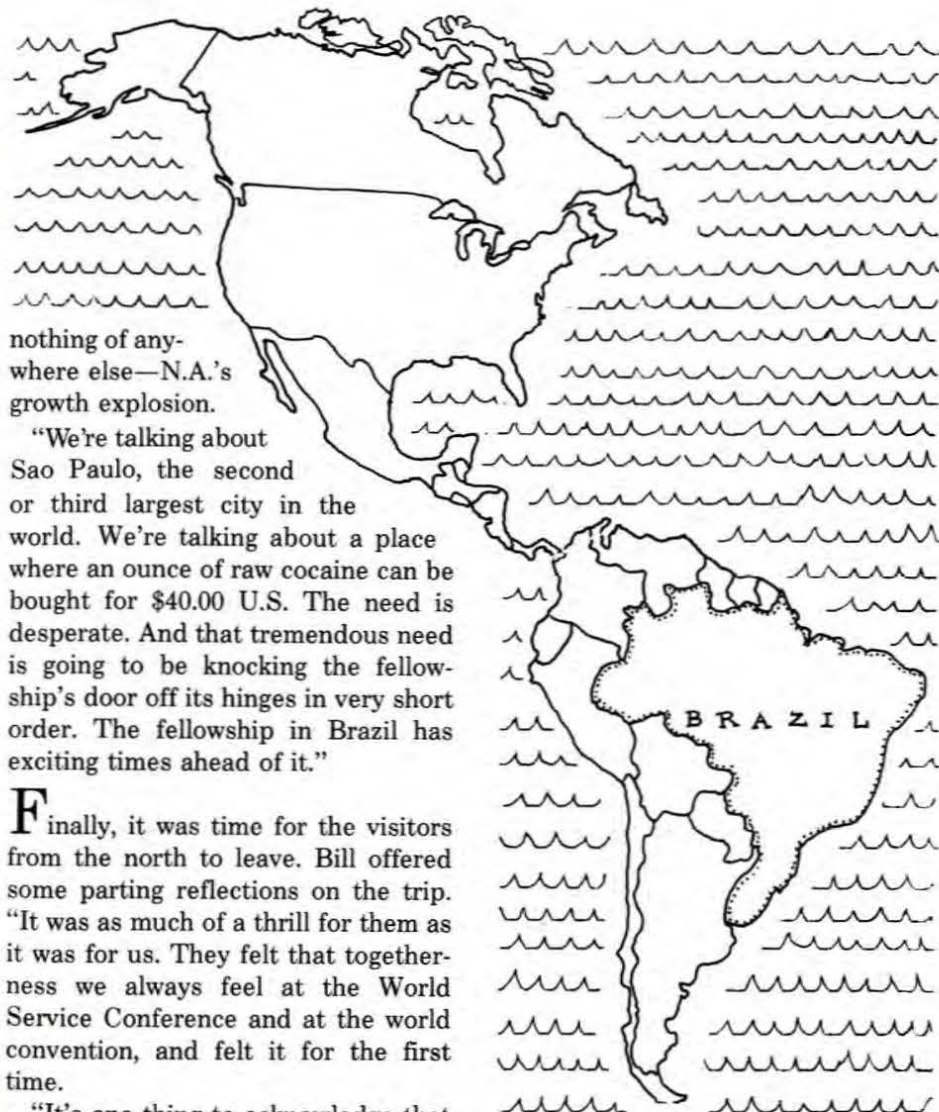 nothing of any-
where else—N.A.'s
growth explosion.
"We're talking about
Sao Paulo, the second
or third largest city in the
world. We're talking about a place
where an ounce of raw cocaine can be
bought for $40.00 U.S. The need is
desperate. And that tremendous need
is going to be knocking the fellow-
ship's door off its hinges in very short
order. The fellowship in Brazil has
exciting times ahead of it."
BRAZIL
Finally, it was time for the visitors
from the north to leave. Bill offered
some parting reflections on the trip.
"It was as much of a thrill for them as
it was for us. They felt that together-
ness we always feel at the World
Service Conference and at the world
convention, and felt it for the first
time.
"It's one thing to acknowledge that